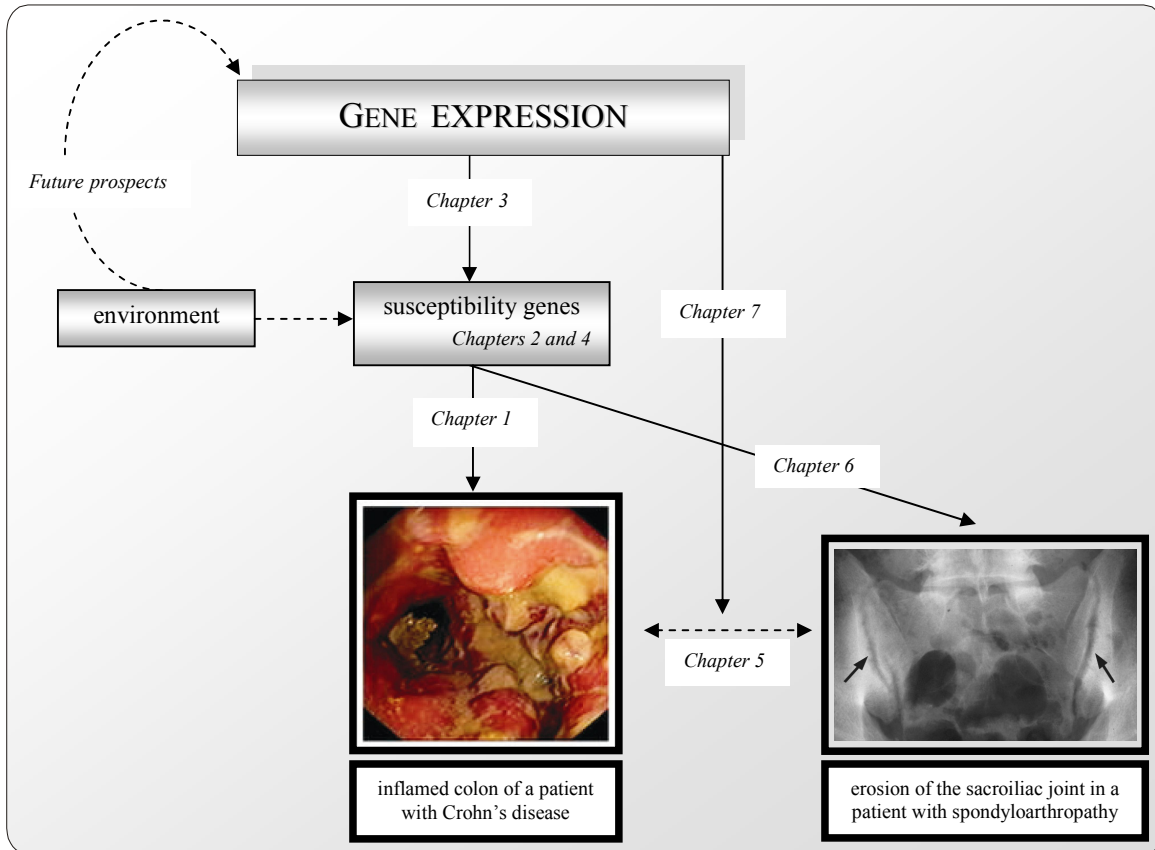 GENE EXPRESSION
Future prospects
Chapter 3
environment
susceptibility genes
Chapters 2 and 4
Chapter 7
Chapter 1
Chapter 6
Chapter 5
inflamed colon of a patient
with Crohn’s disease
erosion of the sacroiliac joint in a
patient with spondyloarthropathy